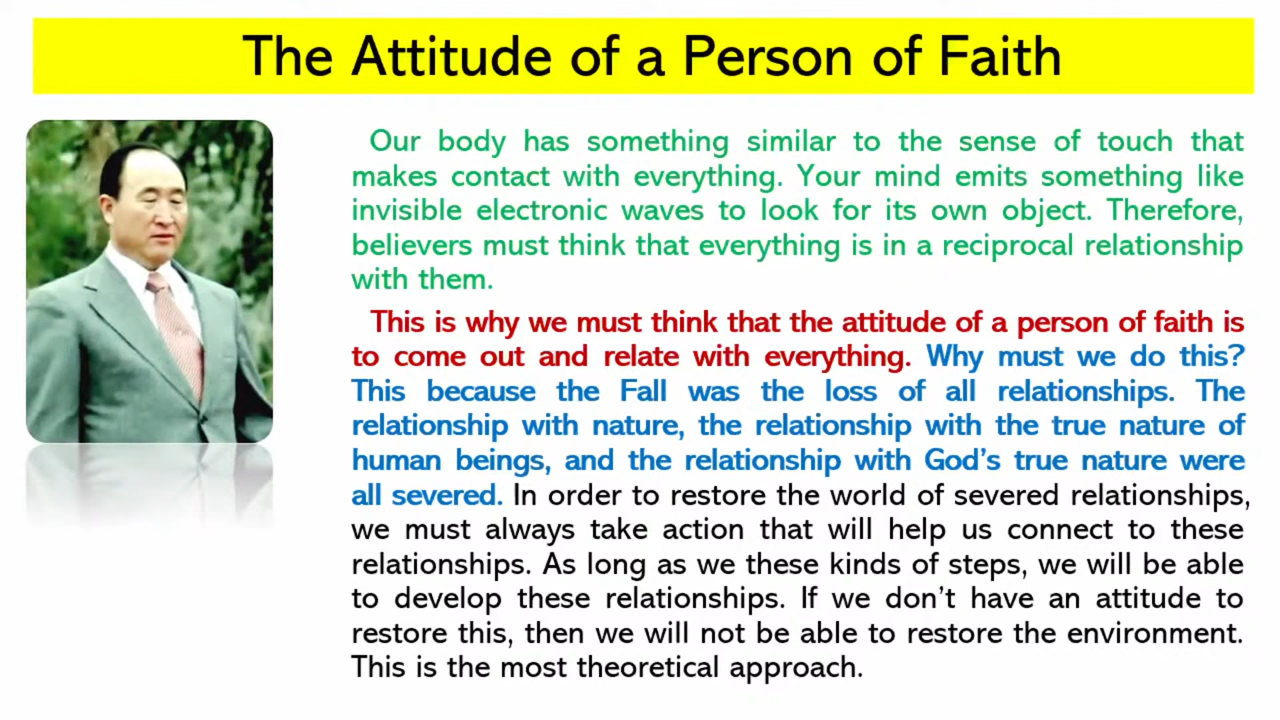 The Attitude of a Person of Faith
Our body has something similar to the sense of touch that
makes contact with everything. Your mind emits something like
invisible electronic waves to look for its own object. Therefore,
believers must think that everything is in a reciprocal relationship
with them.
This is why we must think that the attitude of a person of faith is
to come out and relate with everything. Why must we do this?
This because the Fall was the loss of all relationships. The
relationship with nature, the relationship with the true nature of
human beings, and the relationship with God’s true nature were
all severed. In order to restore the world of severed relationships,
we must always take action that will help us connect to these
relationships. As long as we these kinds of steps, we will be able
to develop these relationships. If we don’t have an attitude to
restore this, then we will not be able to restore the environment.
This is the most theoretical approach.